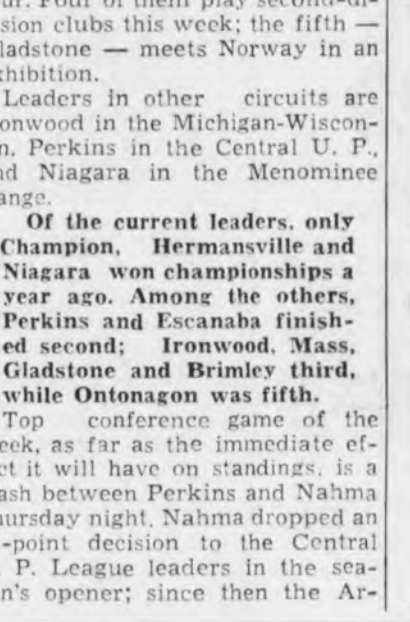 Four of them play second-di-
sion clubs this week; the fifth —
ladstone — meets Norway in an
xhibition.
Leaders in other circuits are
onwood in the Michigan-Wiscon-
n. Perkins in the Central U. P.,
nd Niagara in the Menominee
ange.
Of the current leaders, only
Champion, Hermansville and
Niagara won championships a
year ago. Among the others,
Perkins and Escanaba finish-
ed second; Ironwood, Mass,
Gladstone and Brimley third,
while Ontonagon was fifth.
Top conference game of the
eek, as far as the immediate ef-
ct it will have on standings, is a
ash between Perkins and Nahma
hursday night. Nahma dropped an
-point decision to the Central
. P. League leaders in the sea-
n's opener; since then the Ar-